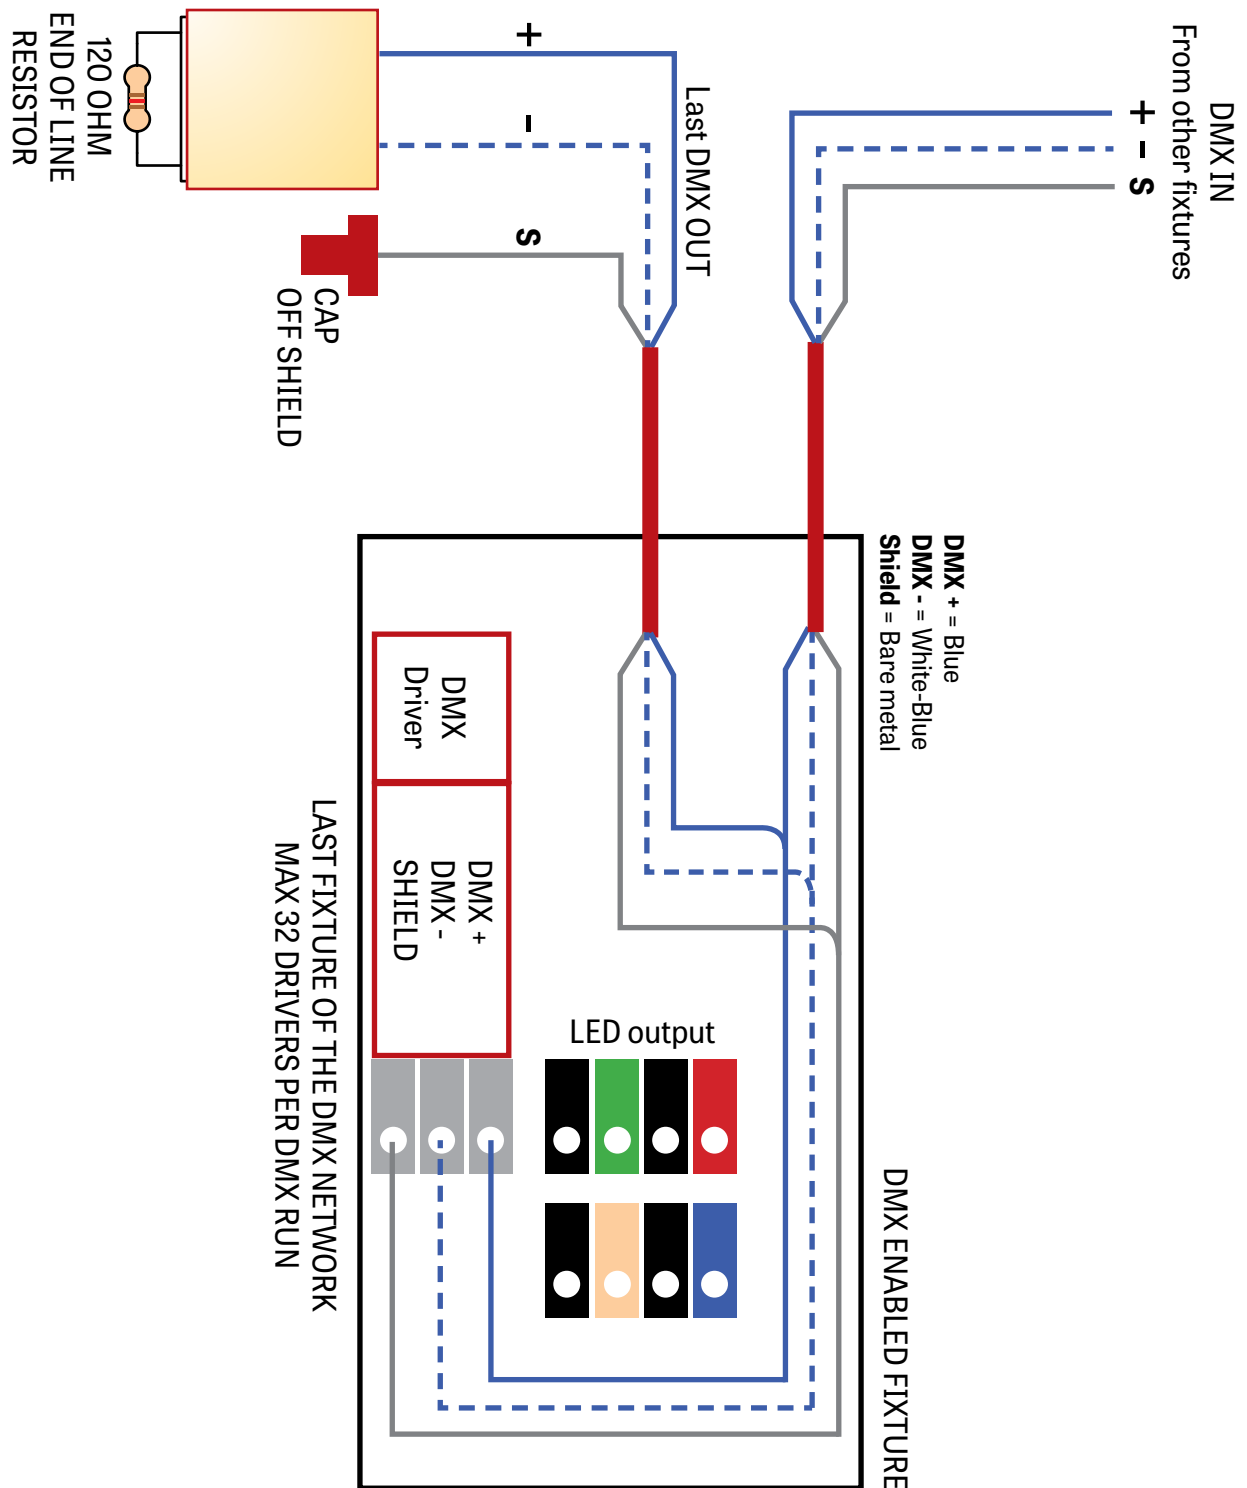 DMX IN
From other fixtures
+
-
S
Last DMX OUT
+
-
S
120 OHM
END OF LINE
RESISTOR
CAP
OFF SHIELD
DMX + = Blue
DMX - = White-Blue
Shield = Bare metal
DMX
Driver
DMX +
DMX -
SHIELD
LED output
DMX ENABLED FIXTURE
LAST FIXTURE OF THE DMX NETWORK
MAX 32 DRIVERS PER DMX RUN